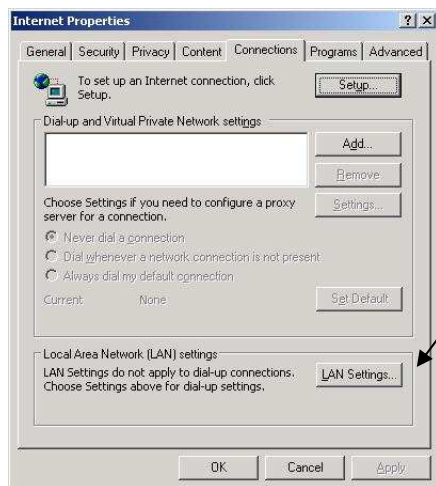 Internet Properties
General Security Privacy Content Connections Programs Advanced
To set up an Internet connection, click
Setup.
Setup...
Dial-up and Virtual Private Network settings
Add...
Remove
Choose Settings if you need to configure a proxy
server for a connection.
Settings...
Never dial a connection
Dial whenever a network connection is not present
Always dial my default connection
Current None
Set Default
Local Area Network (LAN) settings
LAN Settings do not apply to dial-up connections.
Choose Settings above for dial-up settings.
LAN Settings...
OK Cancel Apply